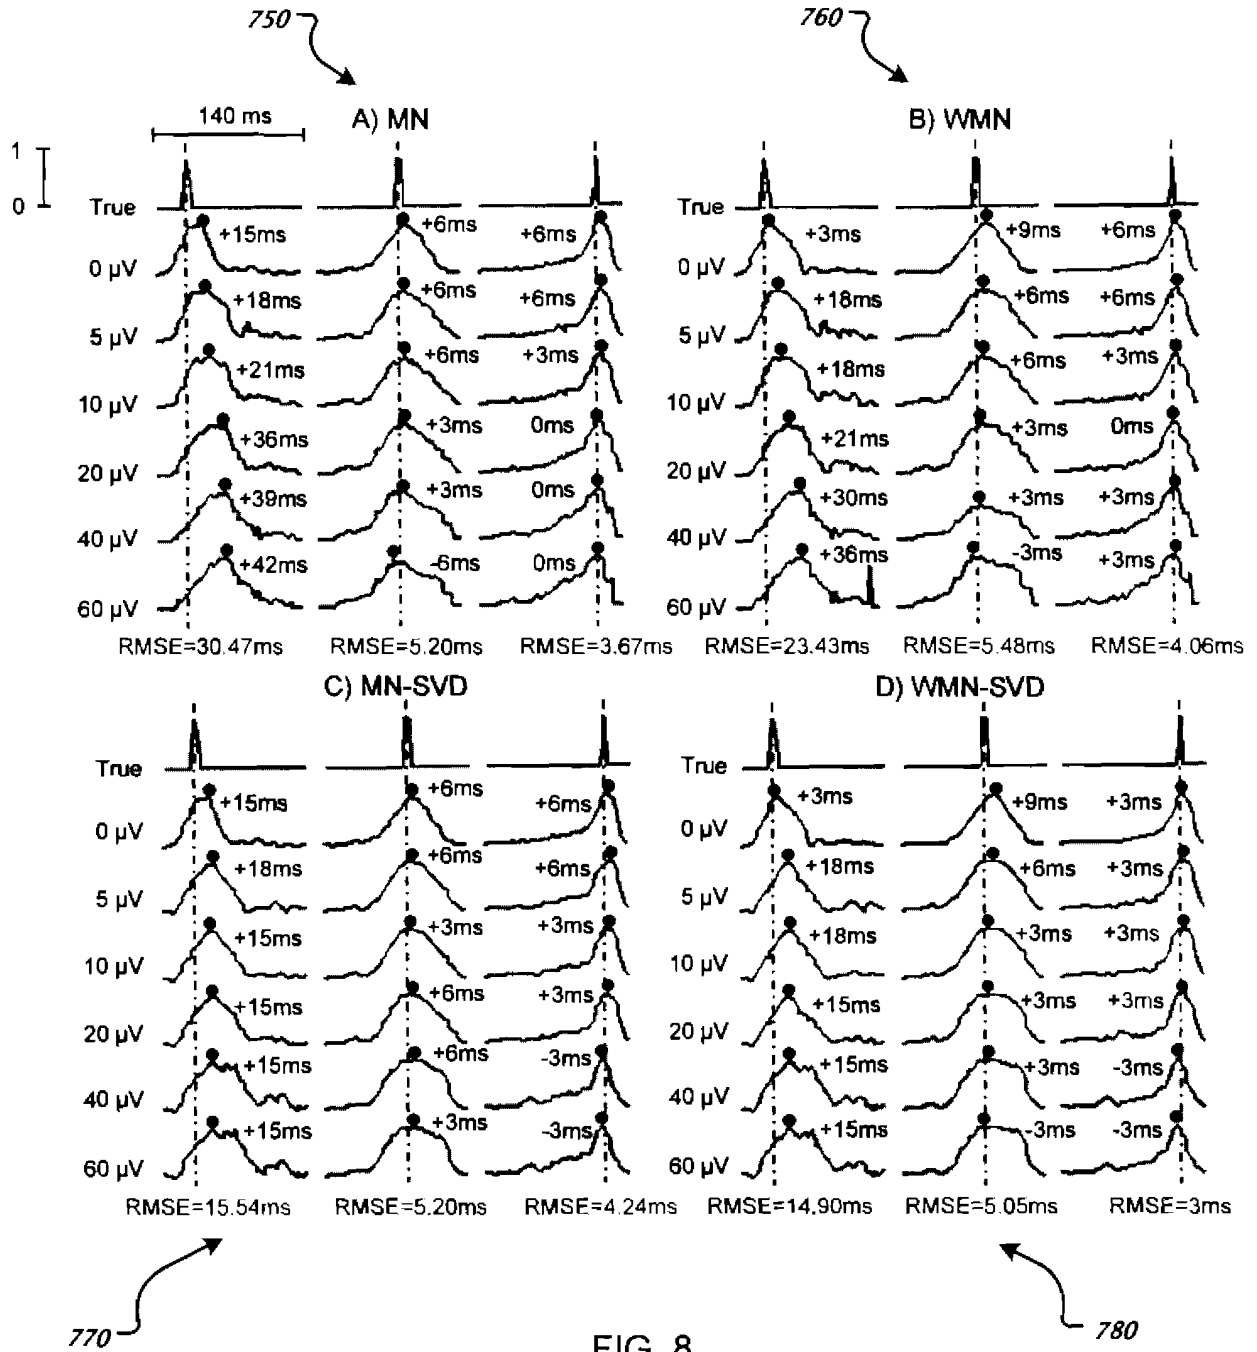 750
760
140 ms
A) MN
B) WMN
1
0
True
0 µV +15ms +6ms +6ms +3ms +9ms +6ms
0 µV
5 µV +18ms +6ms +6ms +18ms +6ms +6ms
5 µV
10 µV +21ms +6ms +3ms +18ms +6ms +3ms
10 µV
20 µV +36ms +3ms 0ms +21ms +3ms 0ms
20 µV
40 µV +39ms +3ms 0ms +30ms +3ms +3ms
40 µV
60 µV +42ms -6ms 0ms +36ms -3ms +3ms
60 µV
RMSE=30.47ms RMSE=5.20ms RMSE=3.67ms RMSE=23.43ms RMSE=5.48ms RMSE=4.06ms
True
C) MN-SVD
D) WMN-SVD
True
True
0 µV +15ms +6ms +6ms +3ms +9ms +3ms
0 µV
5 µV +18ms +6ms +6ms +18ms +6ms +3ms
5 µV
10 µV +15ms +3ms +3ms +18ms +3ms +3ms
10 µV
20 µV +15ms +6ms +3ms +15ms +3ms +3ms
20 µV
40 µV +15ms +6ms -3ms +15ms +3ms -3ms
40 µV
60 µV +15ms +3ms -3ms +15ms -3ms -3ms
60 µV
RMSE=15.54ms RMSE=5.20ms RMSE=4.24ms RMSE=14.90ms RMSE=5.05ms RMSE=3ms
770
780
FIG. 8